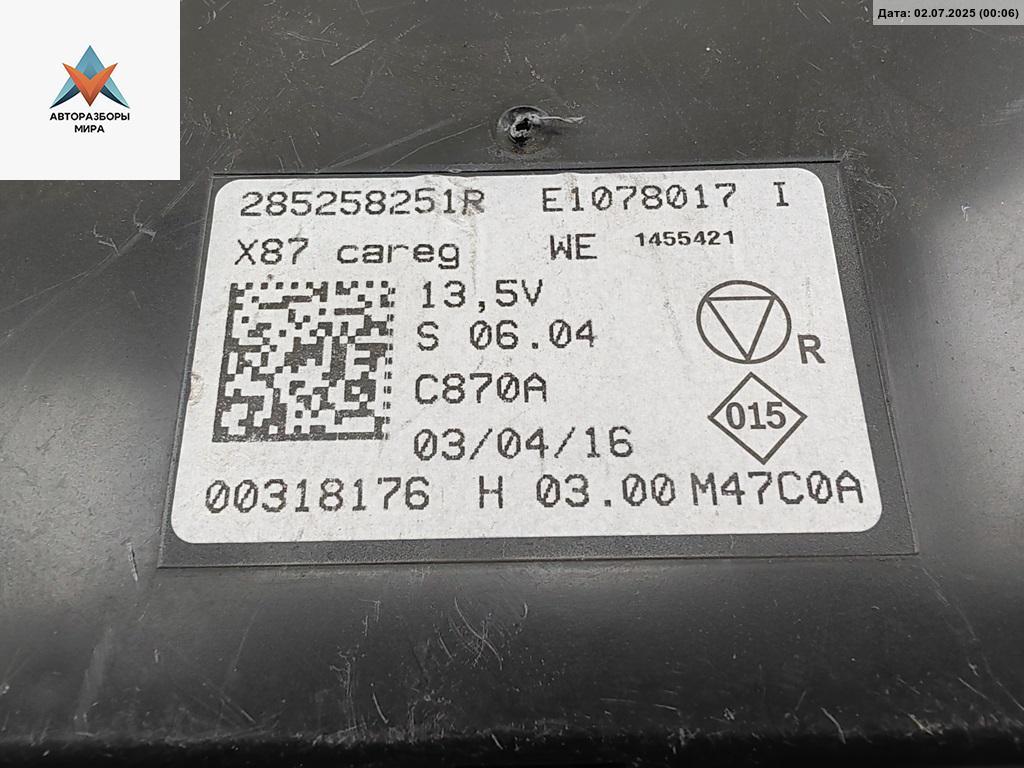 Дата: 02.07.2025 (00:06)
АВТОРАЗБОРЫ
МИРА
285258251R E1078017 I
X87 careg WE 1455421
13,5V
S 06.04
R
C870A
015
03/04/16
00318176 H 03.00 M47C0A